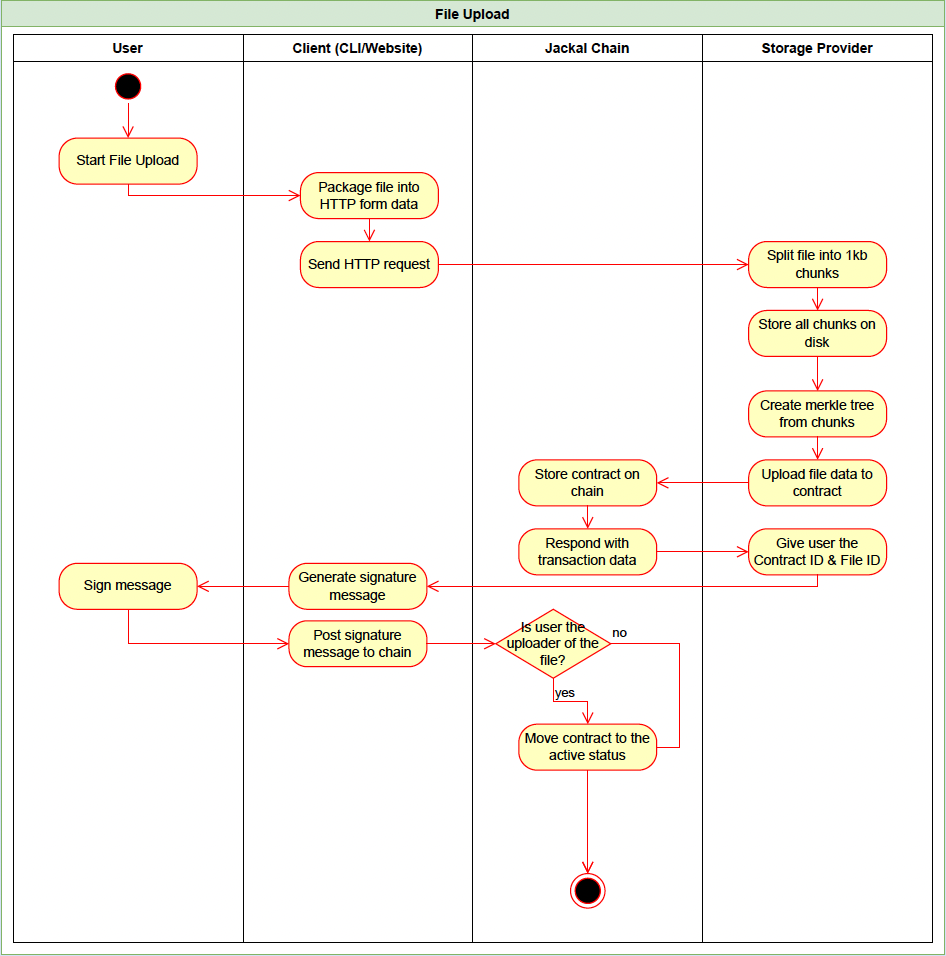 File Upload
User
Client (CLI/Website)
Jackal Chain
Storage Provider
Start File Upload
Package file into
HTTP form data
Send HTTP request
Split file into 1kb
chunks
Store all chunks on
disk
Create merkle tree
from chunks
Upload file data to
contract
Store contract on
chain
Respond with
transaction data
Give user the
Contract ID & File ID
Generate signature
message
Sign message
Post signature
message to chain
Is user the
uploader of the
file?
no
yes
Move contract to the
active status